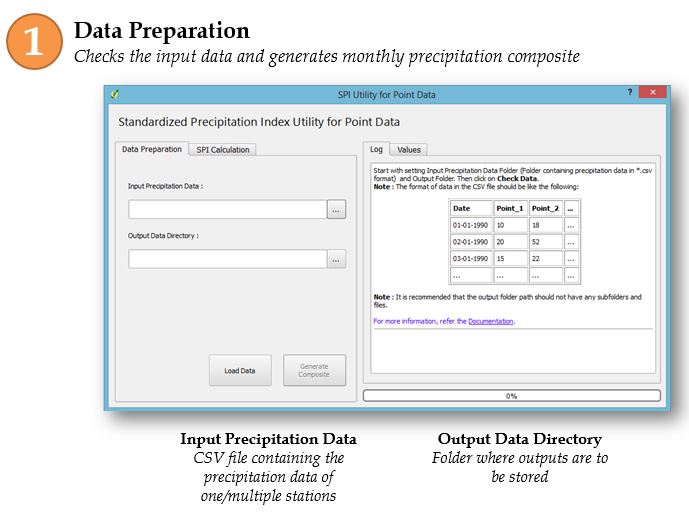 1
Data Preparation
Checks the input data and generates monthly precipitation composite
SPI Utility for Point Data
?
x
Standardized Precipitation Index Utility for Point Data
Data Preparation
SPI Calculation
Input Precipitation Data :
...
Output Data Directory :
...
Load Data
Generate
Composite
Log
Values
Start with setting Input Precipitation Data Folder (Folder containing precipitation data in *.csv
format) and Output Folder. Then click on Check Data.
Note : The format of data in the CSV file should be like the following:
Date Point_1 Point_2 ...
01-01-1990 10 18 ...
02-01-1990 20 52 ...
03-01-1990 15 22 ...
... ... ... ...
Note : It is recommended that the output folder path should not have any subfolders and
files.
For more information, refer the Documentation.
0%
Input Precipitation Data
CSV file containing the
precipitation data of
one/multiple stations
Output Data Directory
Folder where outputs are to
be stored